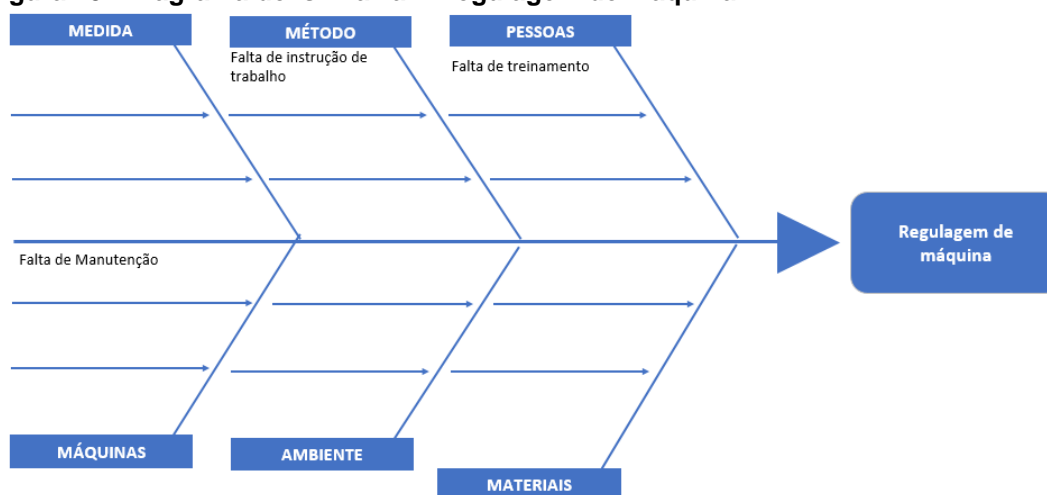 MEDIDA
MÉTODO
PESSOAS
Falta de instrução de
trabalho
Falta de treinamento
Regulagem de
máquina
Falta de Manutenção
MÁQUINAS
AMBIENTE
MATERIAIS